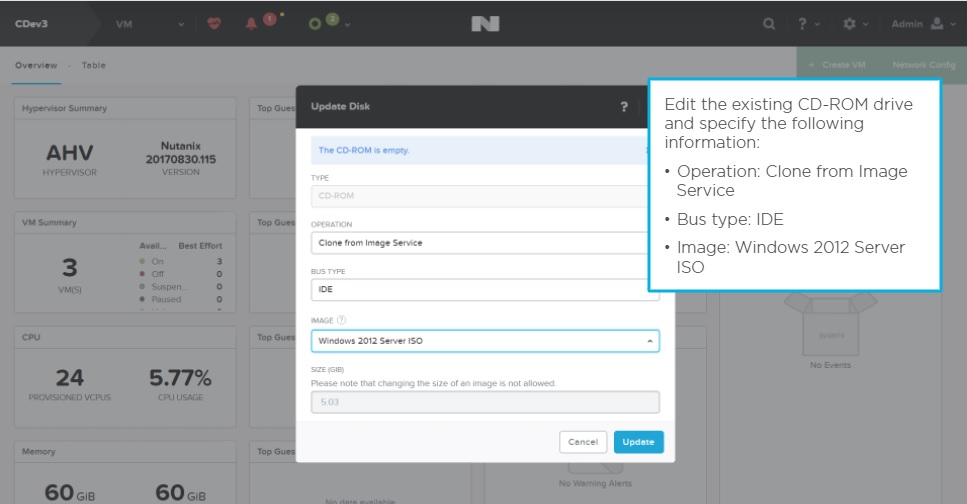 CDev3
VM
1
2
?
Admin
Overview · Table
+ Create VM
Network Config
Hypervisor Summary
AHV
HYPERVISOR
Nutanix
20170830.115
VERSION
VM Summary
3
VM(S)
Avail... Best Effort
On 3
Off 0
Suspen... 0
Paused 0
CPU
24
PROVISIONED VCPUS
5.77%
CPU USAGE
Memory
60 GiB
60 GiB
Top Gues
Top Gues
Top Gues
Top Gues
No data available
Update Disk
?
The CD-ROM is empty.
TYPE
CD-ROM
OPERATION
Clone from Image Service
BUS TYPE
IDE
IMAGE ?
Windows 2012 Server ISO
SIZE (GIB)
Please note that changing the size of an image is not allowed.
5.03
Cancel
Update
Edit the existing CD-ROM drive
and specify the following
information:
• Operation: Clone from Image
Service
• Bus type: IDE
• Image: Windows 2012 Server
ISO
No Events
No Warning Alerts